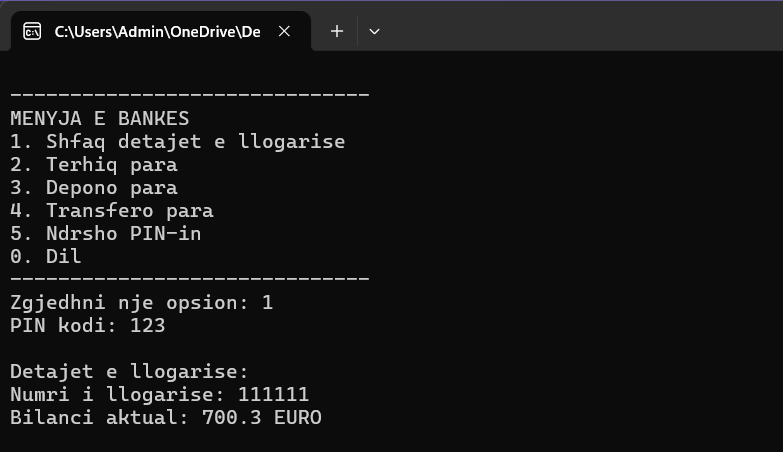 C:\Users\Admin\OneDrive\De
------------------------------
MENYJA E BANKES
1. Shfaq detajet e llogarise
2. Terhiq para
3. Depono para
4. Transfero para
5. Ndrsho PIN-in
0. Dil
------------------------------
Zgjedhni nje opsion: 1
PIN kodi: 123
Detajet e llogarise:
Numri i llogarise: 111111
Bilanci aktual: 700.3 EURO